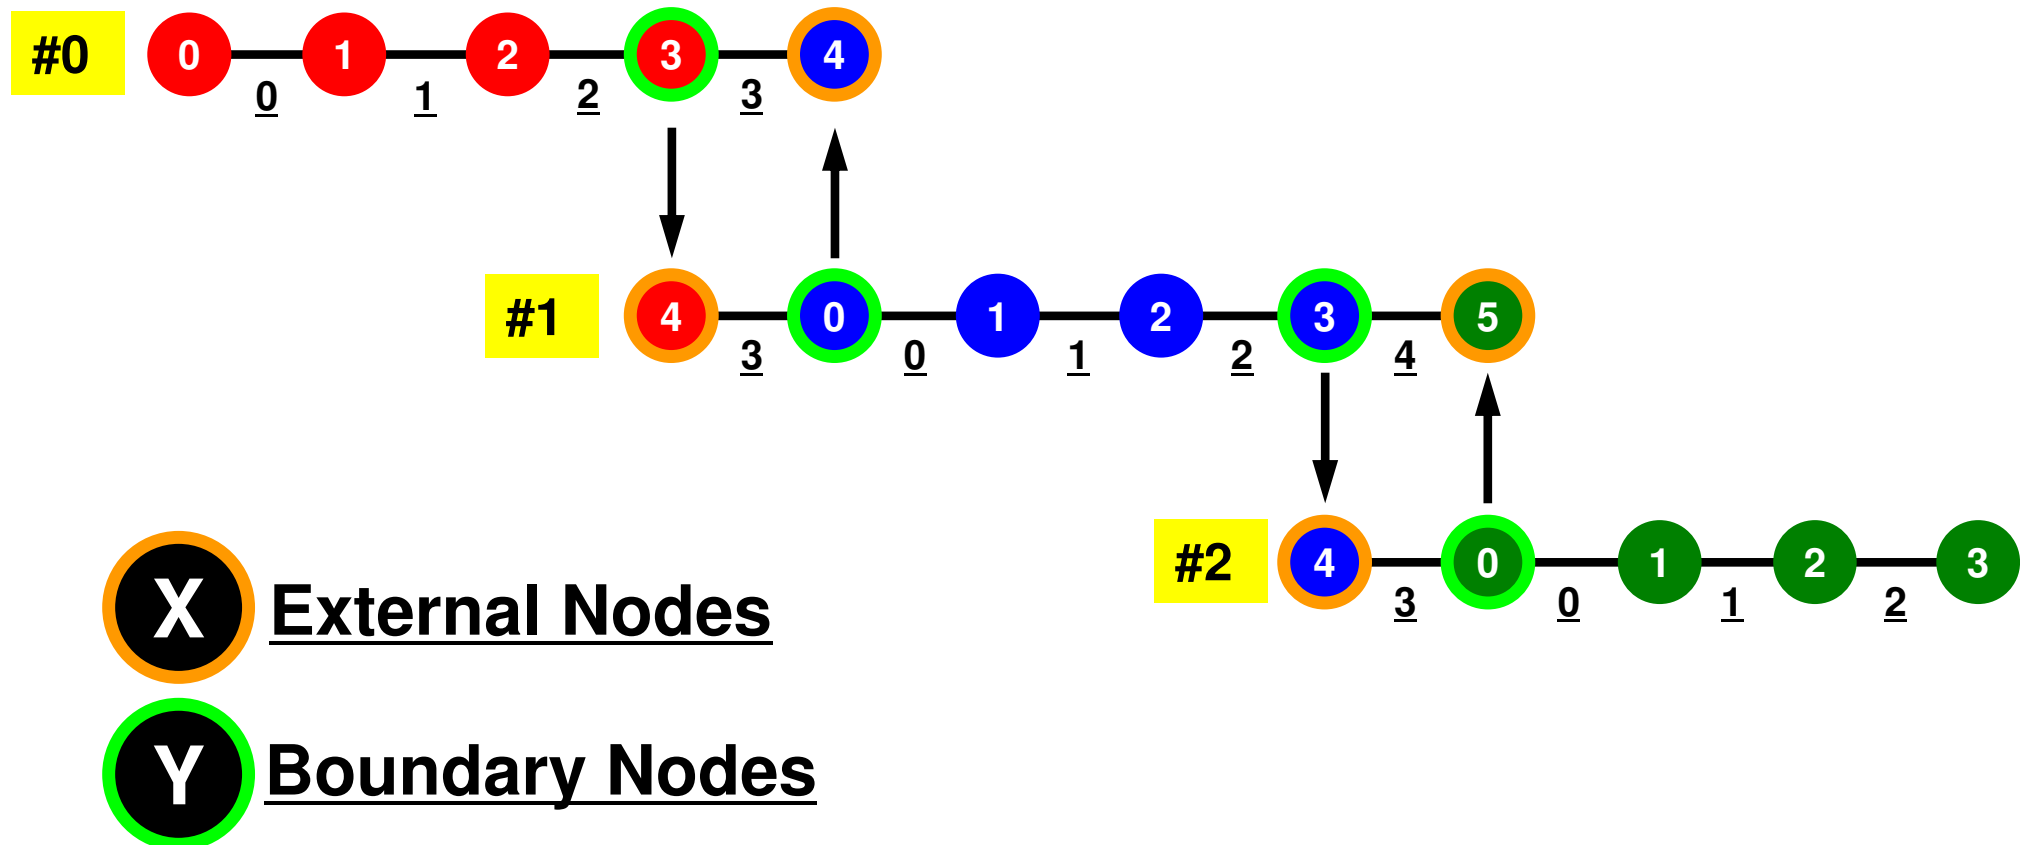 #0 0 1 2 3 4
0 1 2 3
#1 4 0 1 2 3 5
3 0 1 2 4
#2 4 0 1 2 3
3 0 1 2
X External Nodes
Y Boundary Nodes